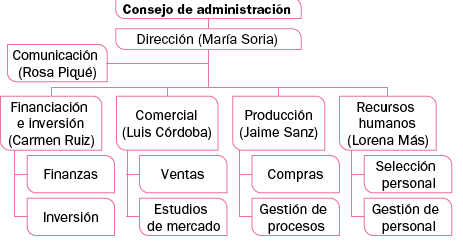 Consejo de administración
Dirección (María Soria)
Comunicación
(Rosa Piqué)
Financiación
e inversión
(Carmen Ruiz)
Comercial
(Luis Córdoba)
Producción
(Jaime Sanz)
Recursos
humanos
(Lorena Más)
Finanzas
Ventas
Compras
Selección
personal
Inversión
Estudios
de mercado
Gestión de
procesos
Gestión de
personal